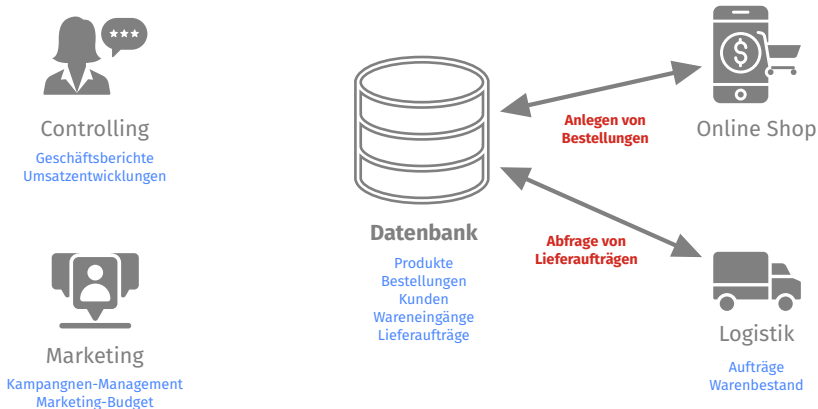 Controlling
Geschäftsberichte
Umsatzentwicklungen
Marketing
Kampangnen-Management
Marketing-Budget
Datenbank
Produkte
Bestellungen
Kunden
Wareneingänge
Lieferaufträge
Anlegen von
Bestellungen
Abfrage von
Lieferaufträgen
$
Online Shop
Logistik
Aufträge
Warenbestand